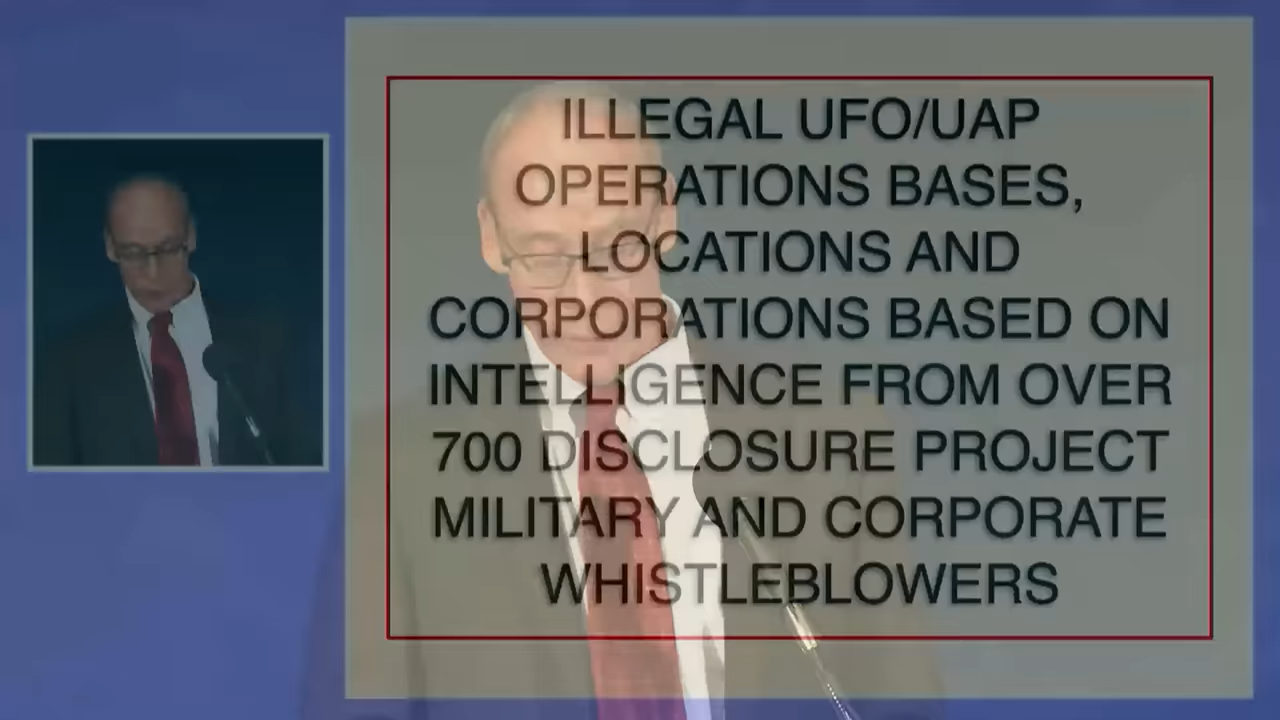 ILLEGAL UFO/UAP
OPERATIONS BASES,
LOCATIONS AND
CORPORATIONS BASED ON
INTELLIGENCE FROM OVER
700 DISCLOSURE PROJECT
MILITARY AND CORPORATE
WHISTLEBLOWERS